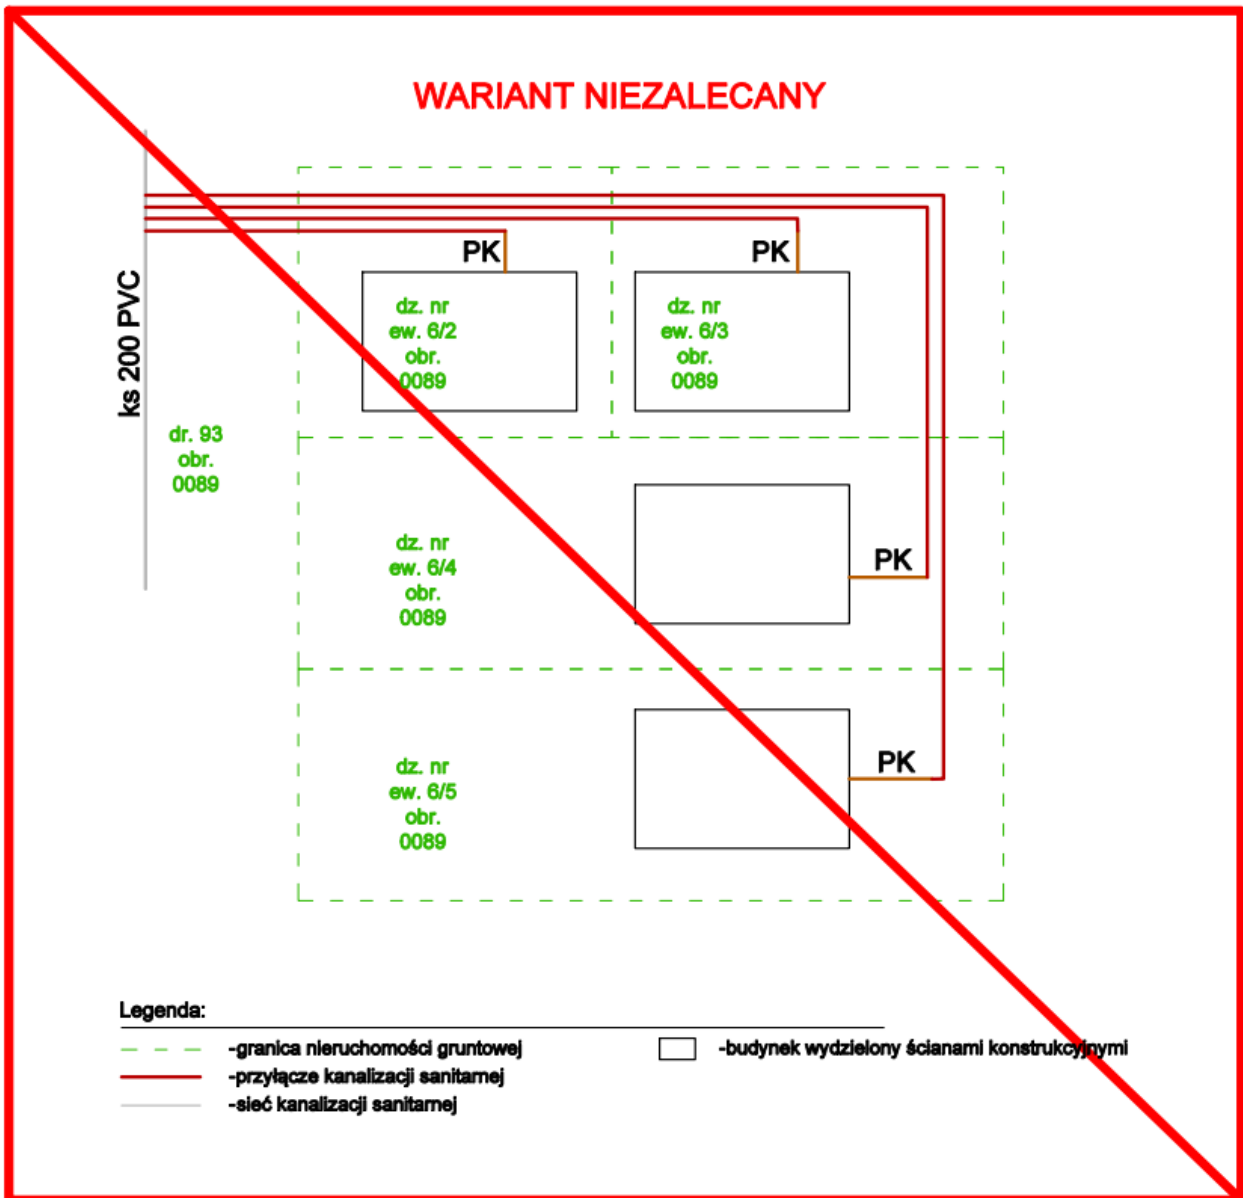 WARIANT NIEZALECANY
ks 200 PVC
PK
PK
dz. nr
ew. 6/2
obr.
0089
dz. nr
ew. 6/3
obr.
0089
dr. 93
obr.
0089
dz. nr
ew. 6/4
obr.
0089
PK
dz. nr
ew. 6/5
obr.
0089
PK
Legenda:
-granica nieruchomości gruntowej
-budynek wydzielony ścianami konstrukcyjnymi
-przyłącze kanalizacji sanitarnej
-sieć kanalizacji sanitarnej